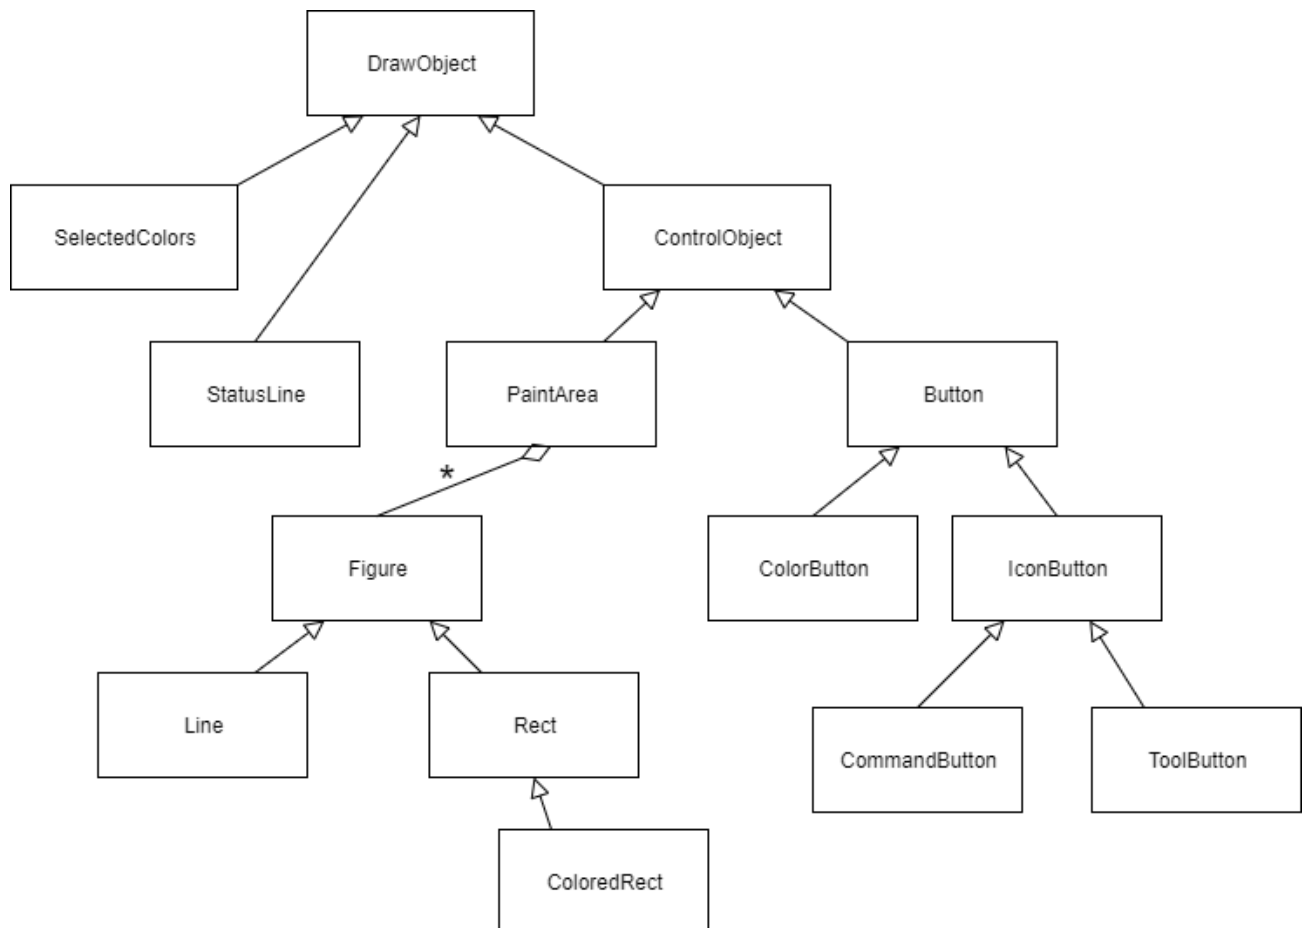 DrawObject
SelectedColors
ControlObject
StatusLine
PaintArea
Button
*
Figure
ColorButton
IconButton
Line
Rect
CommandButton
ToolButton
ColoredRect